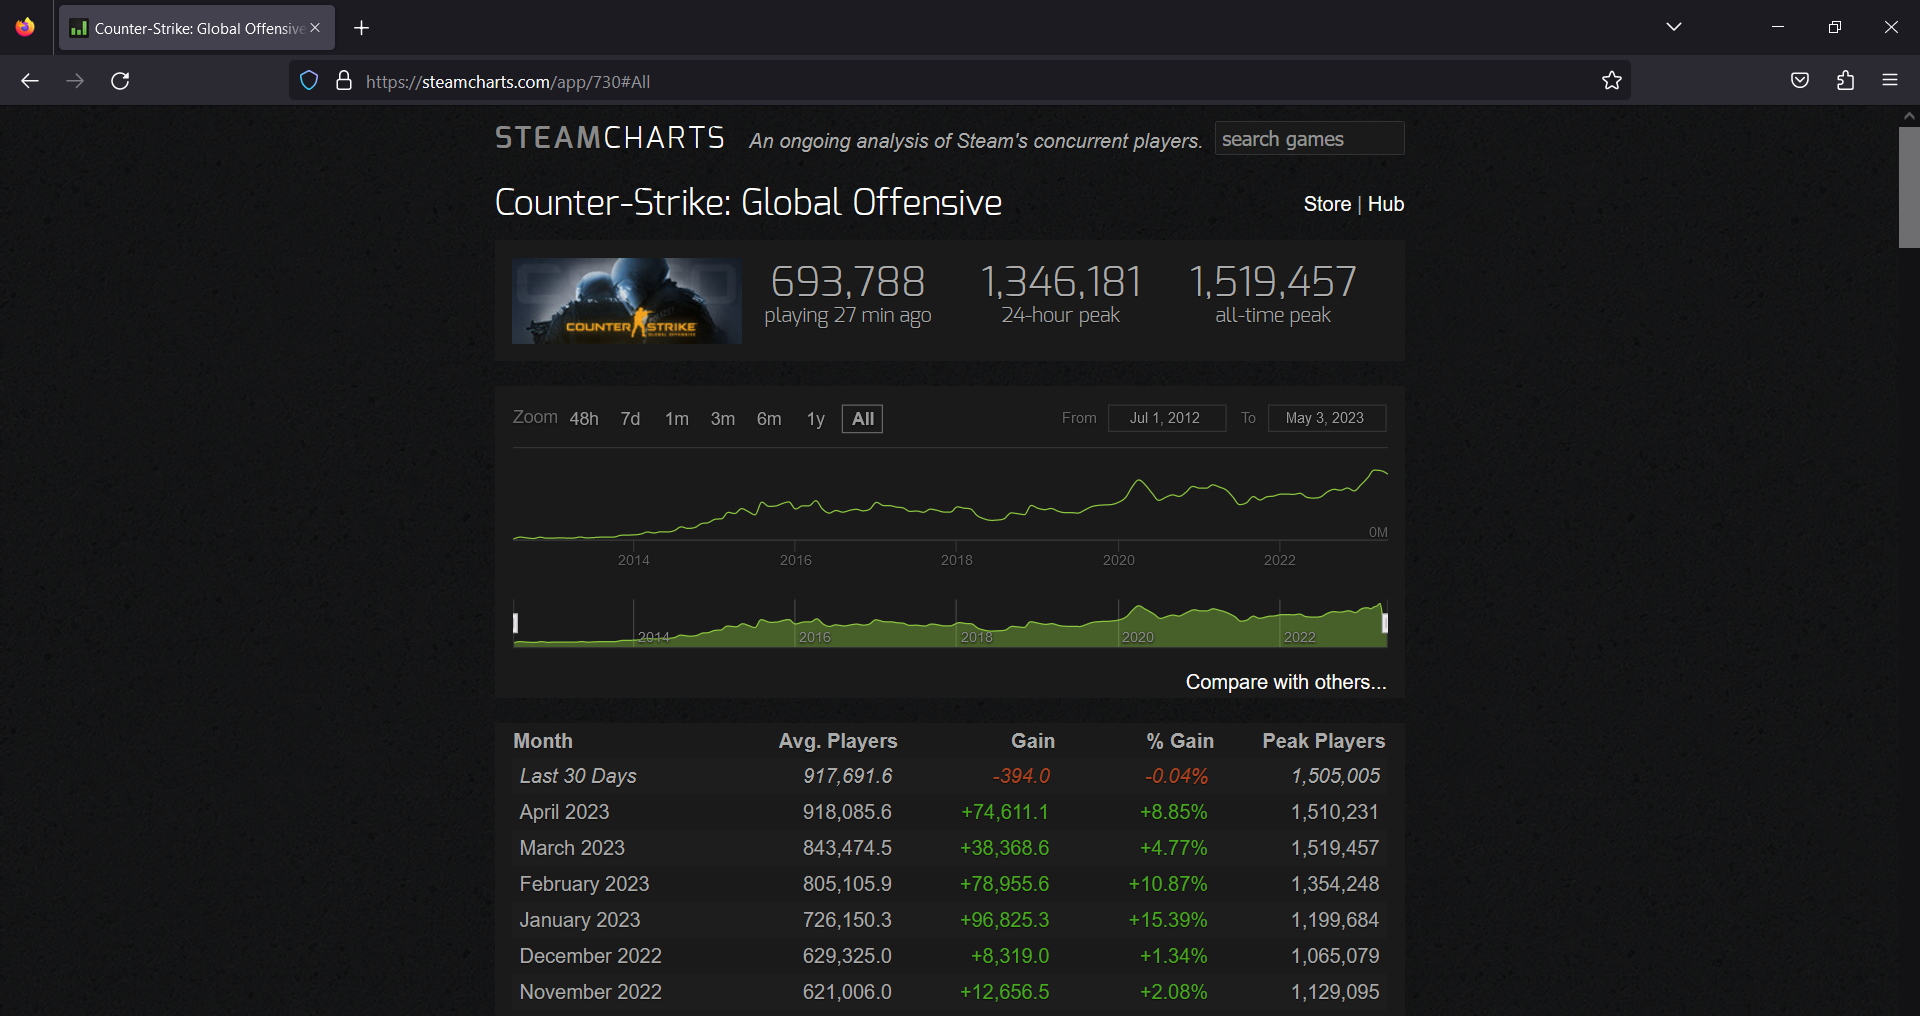 Counter-Strike: Global Offensive
https://steamcharts.com/app/730#All
STEAMCHARTS An ongoing analysis of Steam's concurrent players. search games
Counter-Strike: Global Offensive Store | Hub
COUNTER STRIKE
GLOBAL OFFENSIVE
693,788 1,346,181 1,519,457
playing 27 min ago 24-hour peak all-time peak
Zoom 48h 7d 1m 3m 6m 1y All From Jul 1, 2012 To May 3, 2023
0M
2014 2016 2018 2020 2022
2014 2016 2018 2020 2022
Compare with others...
Month Avg. Players Gain % Gain Peak Players
Last 30 Days 917,691.6 -394.0 -0.04% 1,505,005
April 2023 918,085.6 +74,611.1 +8.85% 1,510,231
March 2023 843,474.5 +38,368.6 +4.77% 1,519,457
February 2023 805,105.9 +78,955.6 +10.87% 1,354,248
January 2023 726,150.3 +96,825.3 +15.39% 1,199,684
December 2022 629,325.0 +8,319.0 +1.34% 1,065,079
November 2022 621,006.0 +12,656.5 +2.08% 1,129,095